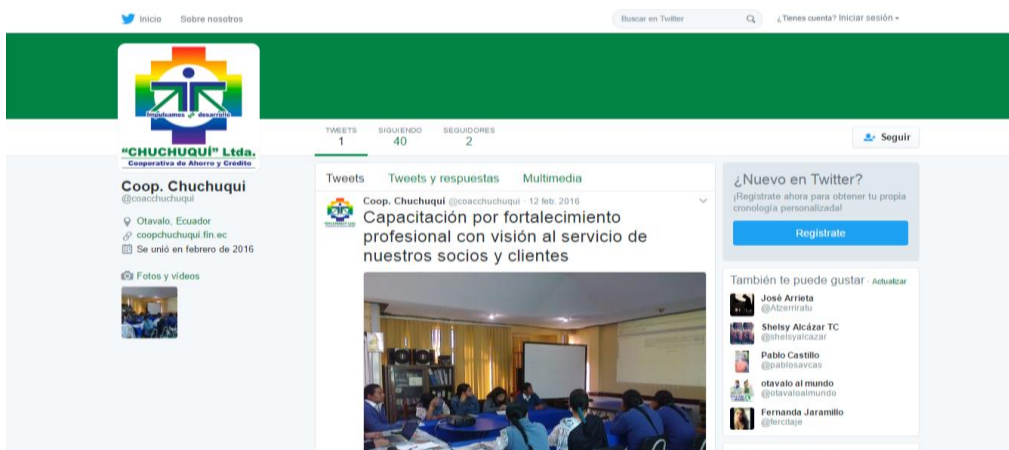 Inicio Sobre nosotros
Buscar en Twitter
¿Tienes cuenta? Iniciar sesión
Impulsamos desarrollo
"CHUCHUQUÍ" Ltda.
Cooperativa de Ahorro y Crédito
TWEETS SIGUIENDO SEGUIDORES
1 40 2
Seguir
Coop. Chuchuqui
@coacchuchuqui
Otavalo, Ecuador
coopchuchuqui.fin.ec
Se unió en febrero de 2016
Fotos y videos
Tweets Tweets y respuestas Multimedia
Coop. Chuchuqui @coacchuchuqui · 12 feb. 2016
Capacitación por fortalecimiento
profesional con visión al servicio de
nuestros socios y clientes
¿Nuevo en Twitter?
¡Regístrate ahora para obtener tu propia
cronología personalizada!
Regístrate
También te puede gustar · Actualizar
José Arrieta
@Atzerriratu
Shelsy Alcázar TC
@shelsyalcazar
Pablo Castillo
@pablosavcas
otavalo al mundo
@otavaloalmundo
Fernanda Jaramillo
@fercitaje